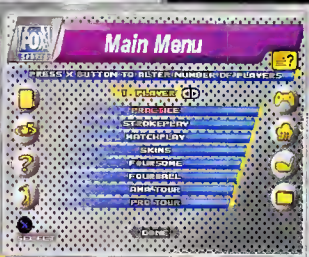 FOX
SPORTS
Main Menu
PRESS X BUTTON TO ALTER NUMBER OF PLAYERS
PLAYER
PRACTICE
STROKEPLAY
MATCHPLAY
SKINS
FOURSOME
FOURBALL
AMA TOUR
PRO TOUR
DONE